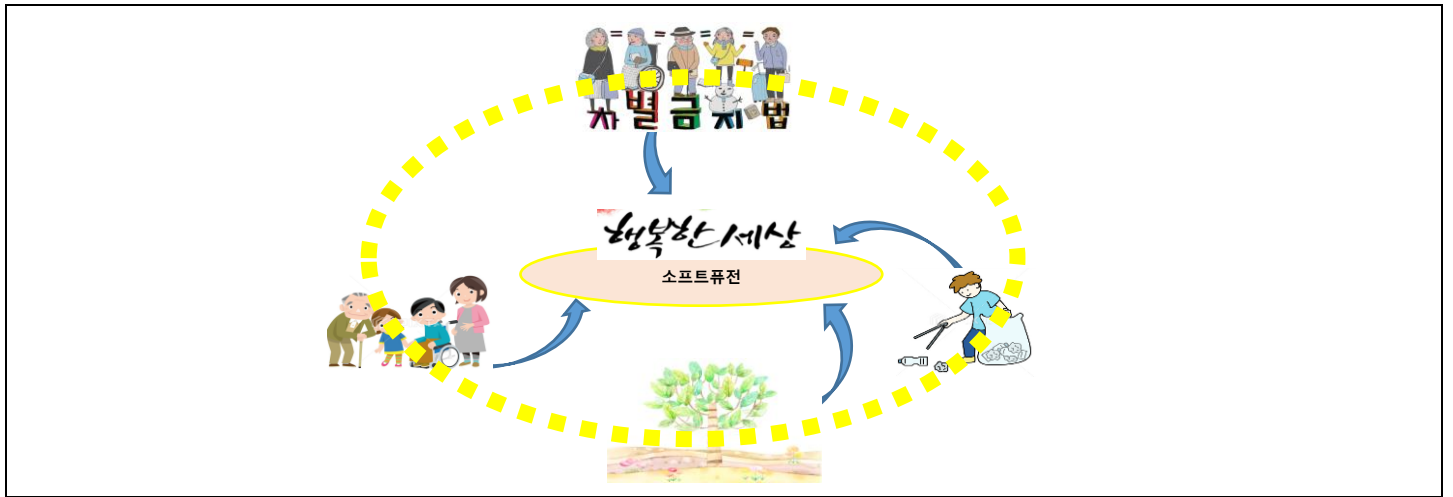 = = = =
차별금지법
행복한 세상
소프트퓨전